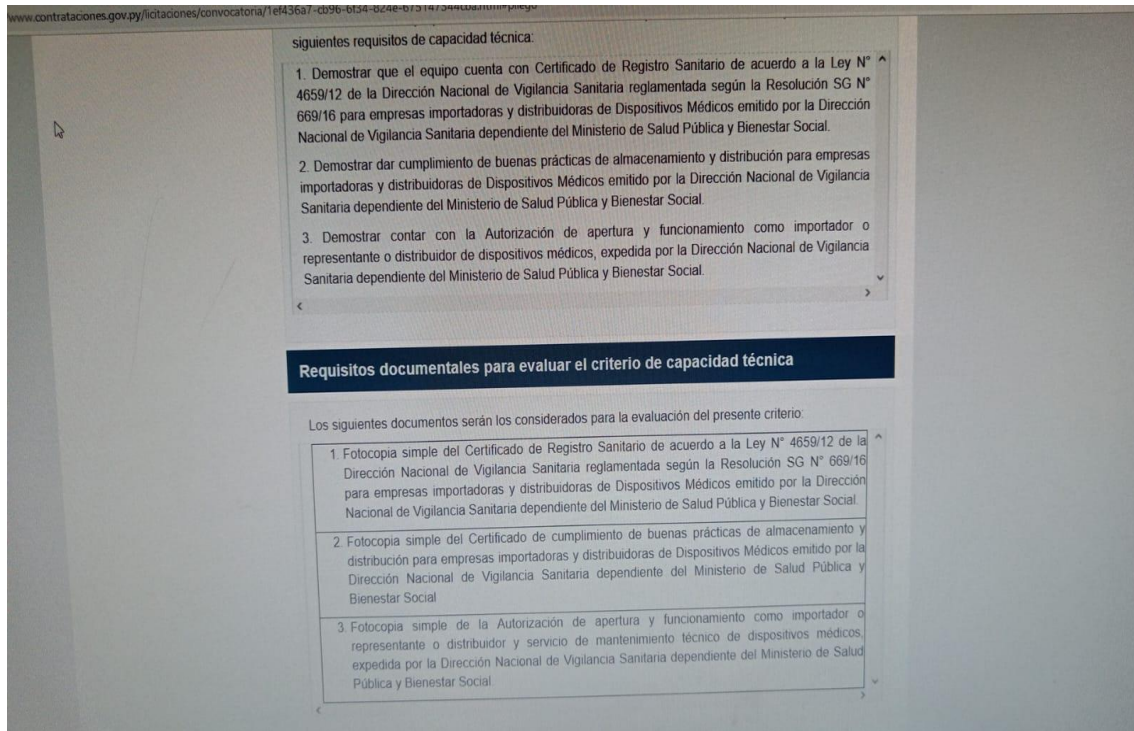 www.contrataciones.gov.py/licitaciones/convocatoria/
siguientes requisitos de capacidad técnica:
1. Demostrar que el equipo cuenta con Certificado de Registro Sanitario de acuerdo a la Ley N°
4659/12 de la Dirección Nacional de Vigilancia Sanitaria reglamentada según la Resolución SG N°
669/16 para empresas importadoras y distribuidoras de Dispositivos Médicos emitido por la Dirección
Nacional de Vigilancia Sanitaria dependiente del Ministerio de Salud Pública y Bienestar Social.
2. Demostrar dar cumplimiento de buenas prácticas de almacenamiento y distribución para empresas
importadoras y distribuidoras de Dispositivos Médicos emitido por la Dirección Nacional de Vigilancia
Sanitaria dependiente del Ministerio de Salud Pública y Bienestar Social.
3. Demostrar contar con la Autorización de apertura y funcionamiento como importador o
representante o distribuidor de dispositivos médicos, expedida por la Dirección Nacional de Vigilancia
Sanitaria dependiente del Ministerio de Salud Pública y Bienestar Social.
Requisitos documentales para evaluar el criterio de capacidad técnica
Los siguientes documentos serán los considerados para la evaluación del presente criterio:
1. Fotocopia simple del Certificado de Registro Sanitario de acuerdo a la Ley N° 4659/12 de la
Dirección Nacional de Vigilancia Sanitaria reglamentada según la Resolución SG N° 669/16
para empresas importadoras y distribuidoras de Dispositivos Médicos emitido por la Dirección
Nacional de Vigilancia Sanitaria dependiente del Ministerio de Salud Pública y Bienestar Social.
2. Fotocopia simple del Certificado de cumplimiento de buenas prácticas de almacenamiento y
distribución para empresas importadoras y distribuidoras de Dispositivos Médicos emitido por la
Dirección Nacional de Vigilancia Sanitaria dependiente del Ministerio de Salud Pública y
Bienestar Social
3. Fotocopia simple de la Autorización de apertura y funcionamiento como importador o
representante o distribuidor y servicio de mantenimiento técnico de dispositivos médicos,
expedida por la Dirección Nacional de Vigilancia Sanitaria dependiente del Ministerio de Salud
Pública y Bienestar Social